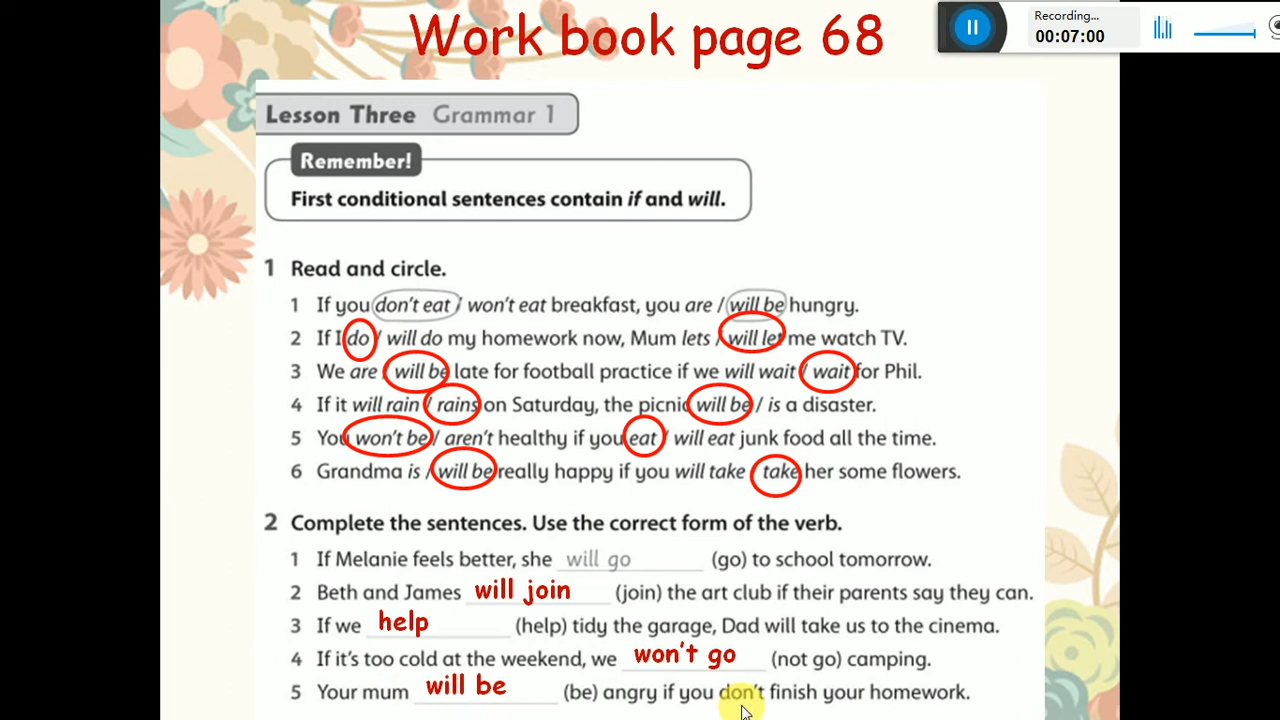 Work book page 68
Recording...
00:07:00
Lesson Three Grammar 1
Remember!
First conditional sentences contain if and will.
1 Read and circle.
1 If you don't eat / won't eat breakfast, you are / will be hungry.
2 If I do / will do my homework now, Mum lets / will let me watch TV.
3 We are / will be late for football practice if we will wait / wait for Phil.
4 If it will rain / rains on Saturday, the picnic will be / is a disaster.
5 You won't be / aren't healthy if you eat / will eat junk food all the time.
6 Grandma is / will be really happy if you will take take her some flowers.
2 Complete the sentences. Use the correct form of the verb.
1 If Melanie feels better, she will go (go) to school tomorrow.
2 Beth and James will join (join) the art club if their parents say they can.
3 If we help (help) tidy the garage, Dad will take us to the cinema.
4 If it's too cold at the weekend, we won't go (not go) camping.
5 Your mum will be (be) angry if you don't finish your homework.